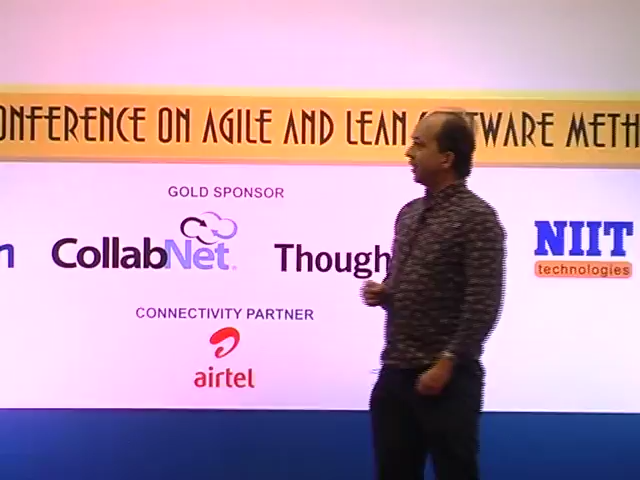 ONFERENCE ON AGILE AND LEAN S TWARE METH
GOLD SPONSOR
n CollabNet Though NIIT technologies
CONNECTIVITY PARTNER
airtel